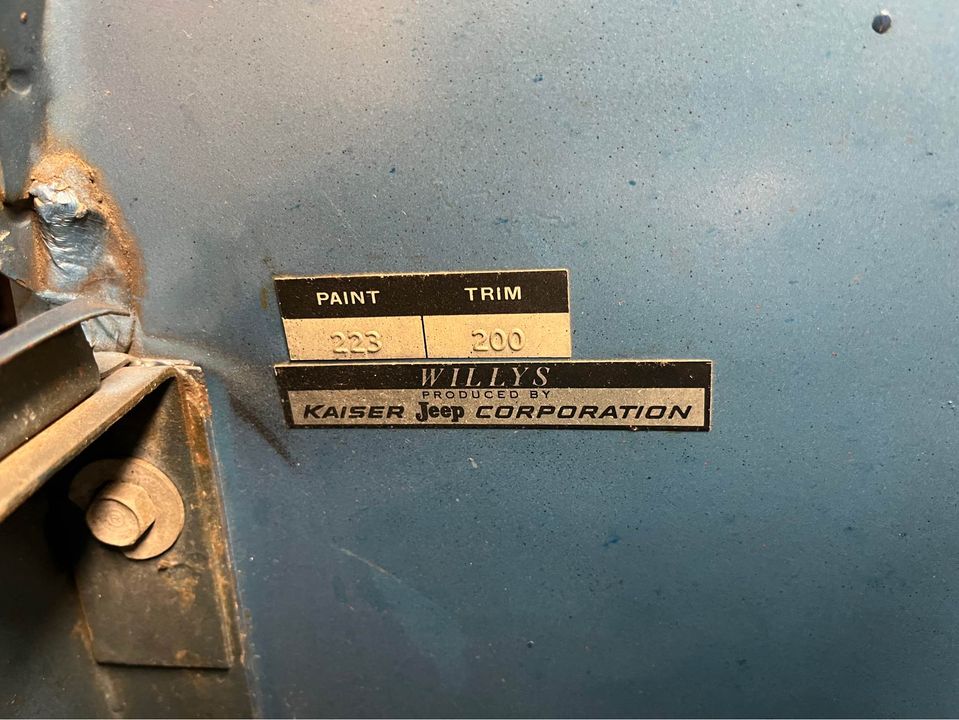 PAINT TRIM
223 200
WILLYS
PRODUCED BY
KAISER Jeep CORPORATION